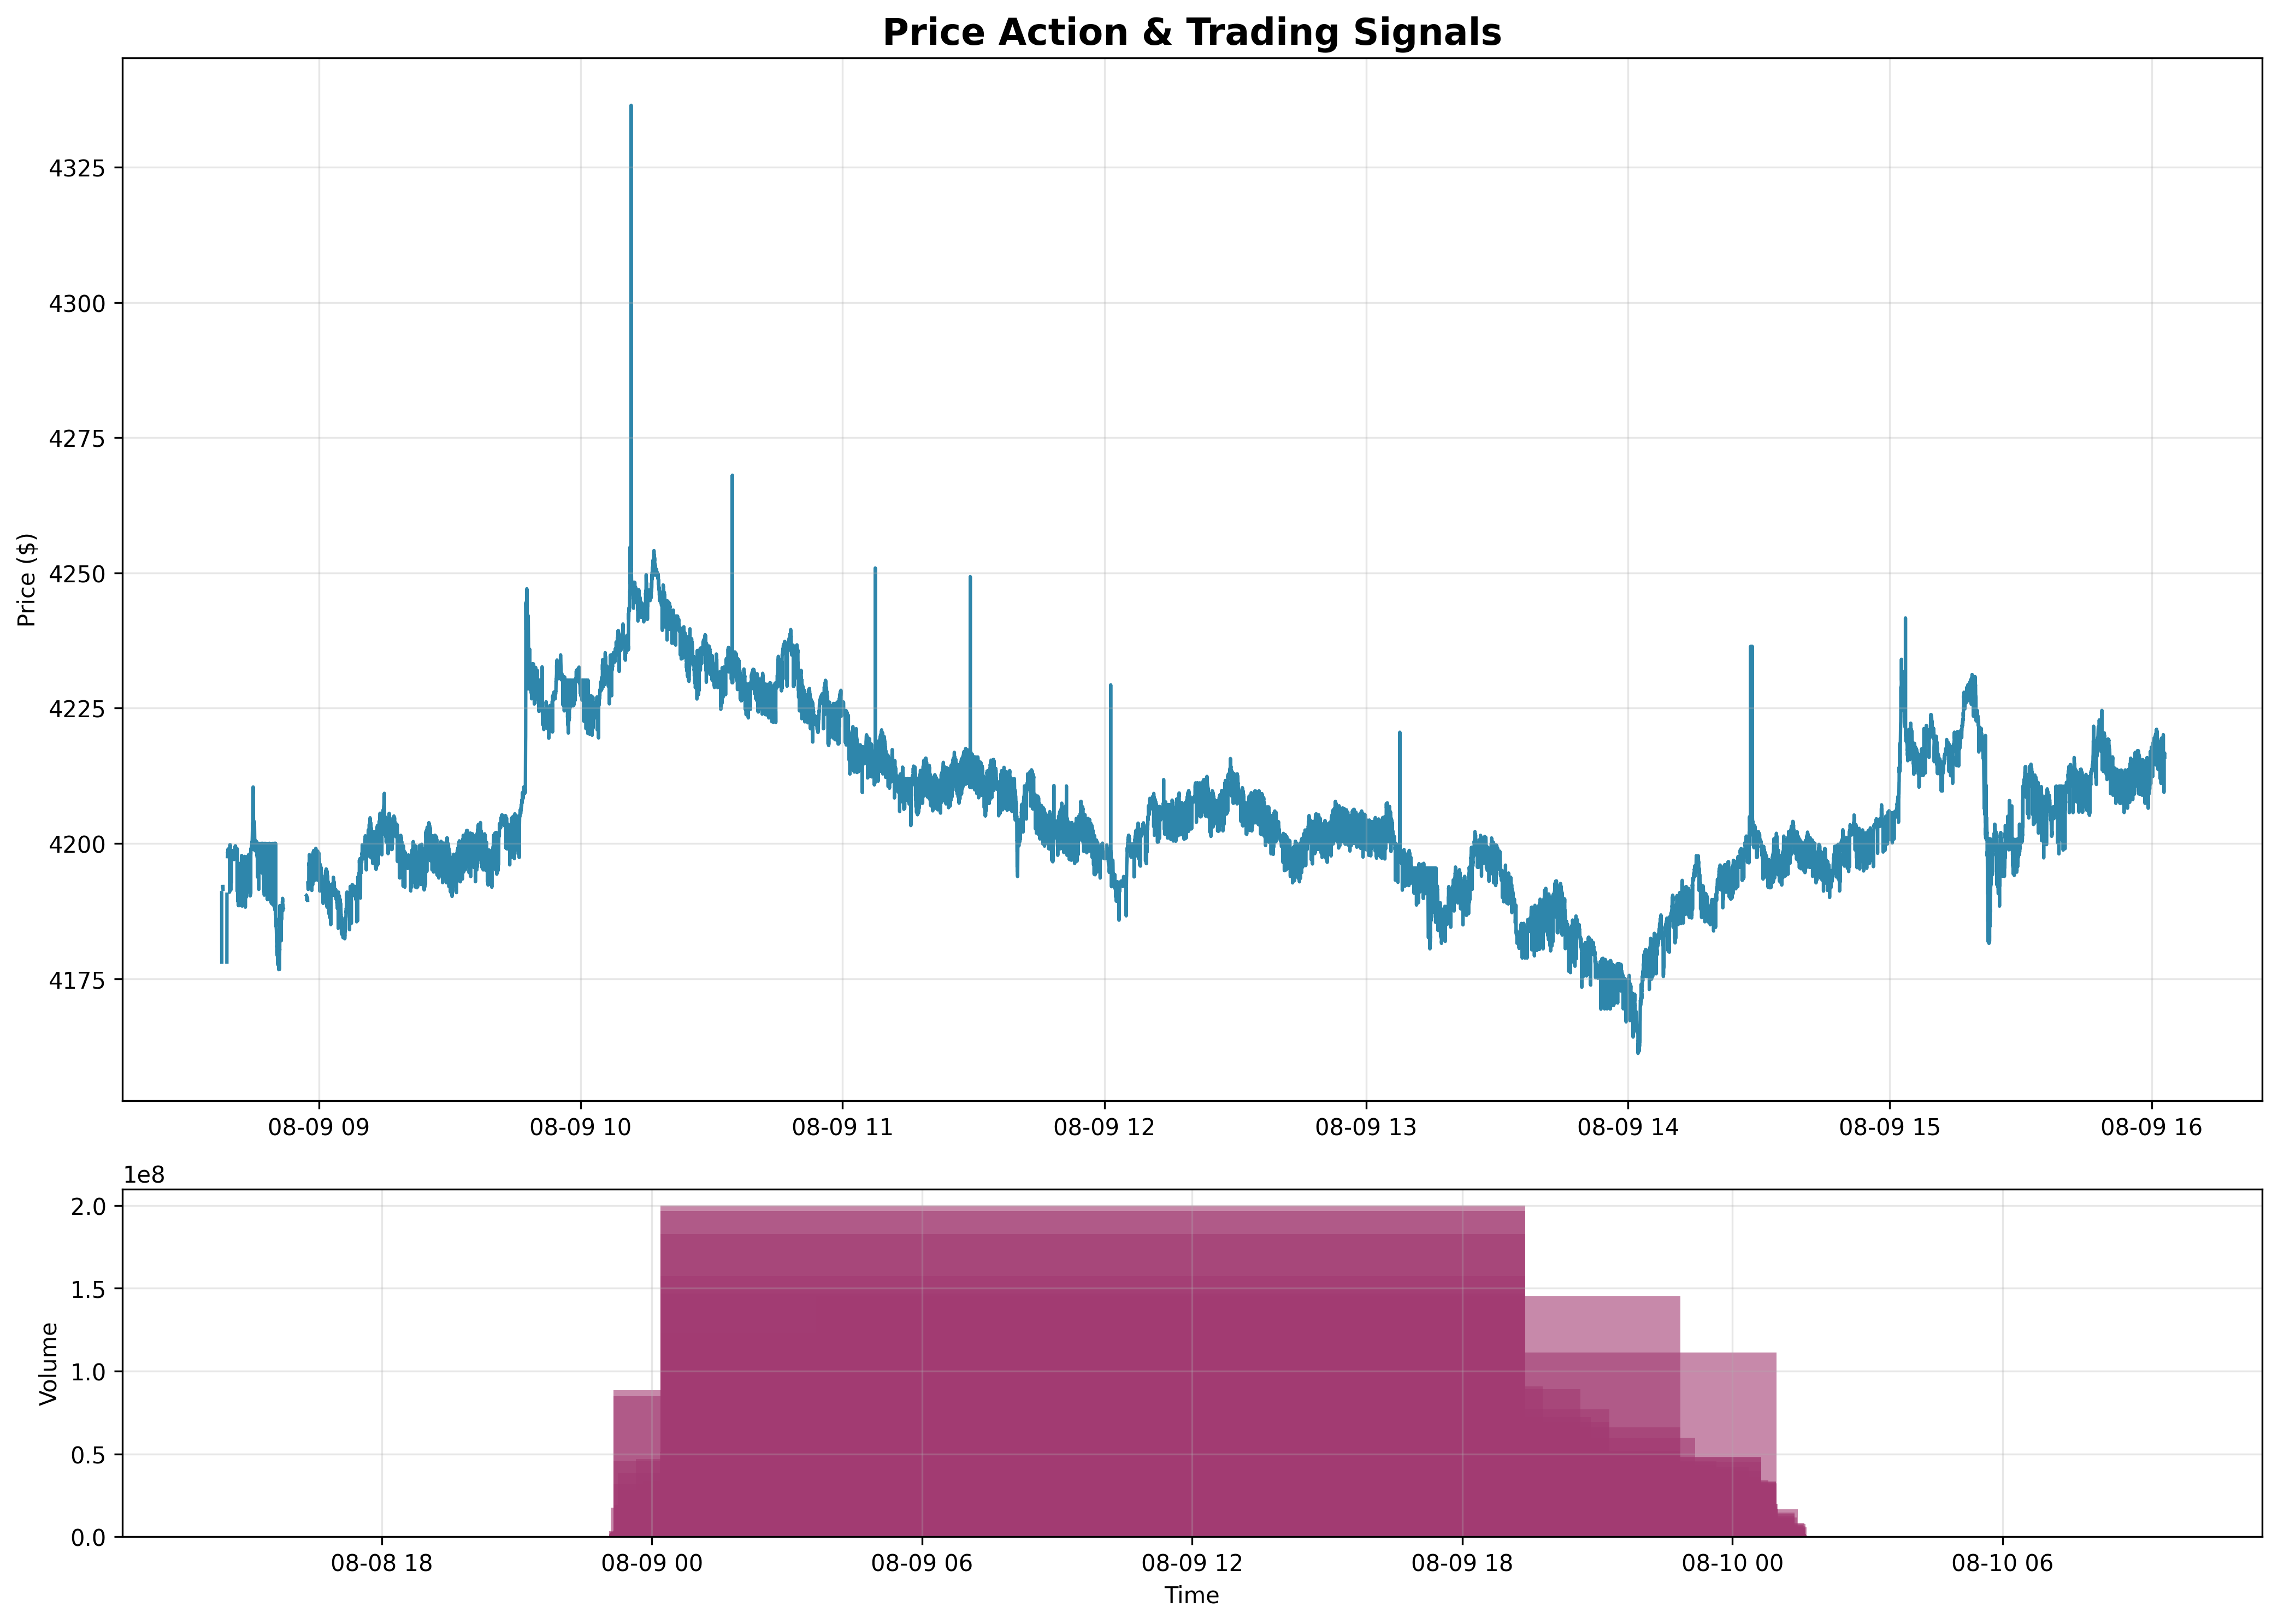 Price Action & Trading Signals
Price ($)
4325
4300
4275
4250
4225
4200
4175
08-09 09 08-09 10 08-09 11 08-09 12 08-09 13 08-09 14 08-09 15 08-09 16
1e8
Volume
2.0
1.5
1.0
0.5
0.0
08-08 18 08-09 00 08-09 06 08-09 12 08-09 18 08-10 00 08-10 06
Time